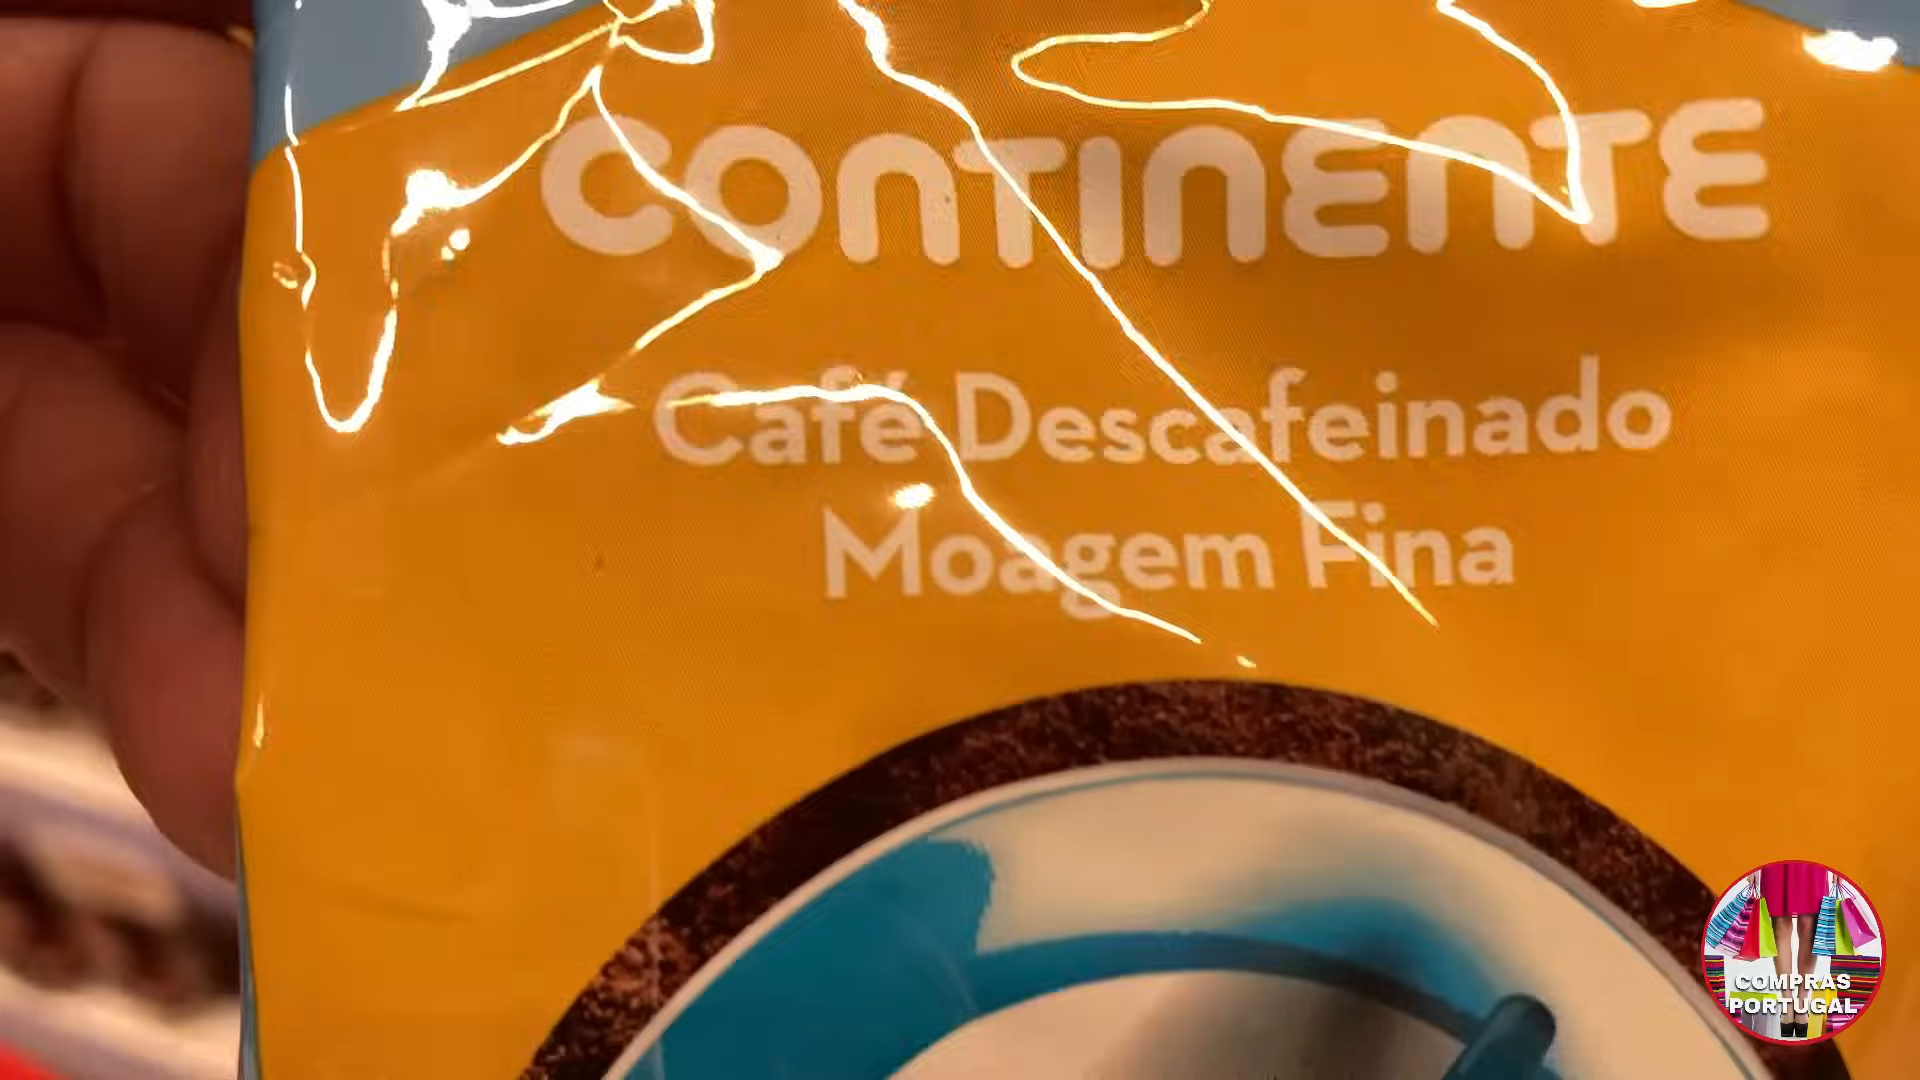 CONTINENTE
Café Descafeinado
Moagem Fina
COMPRAS
PORTUGAL